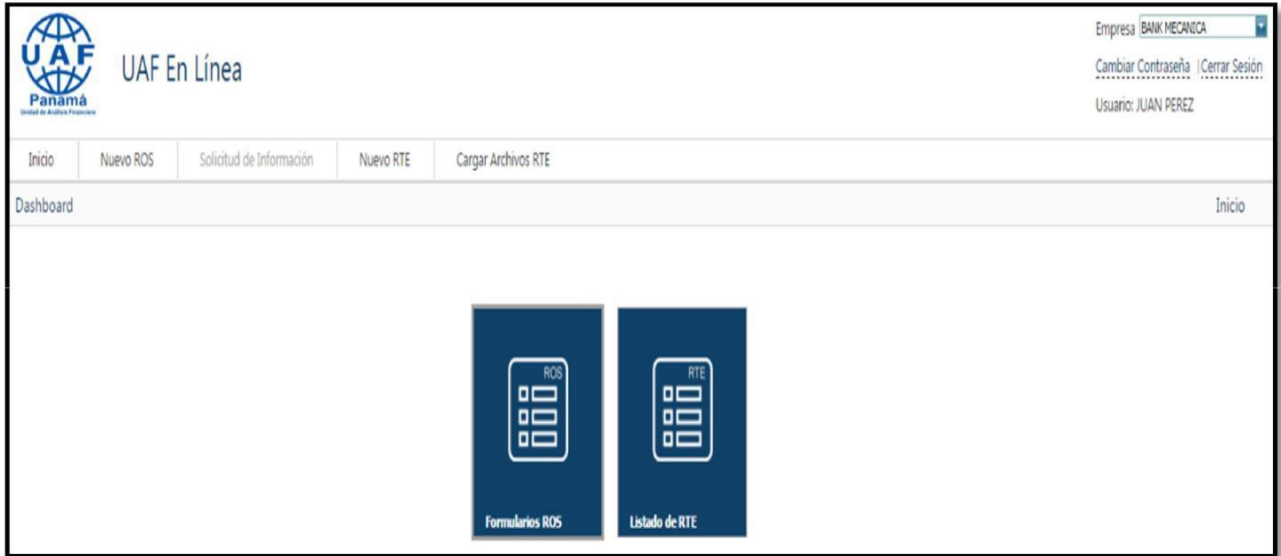 UAF
Panamá
Unidad de Análisis Financiero
UAF En Línea
Empresa BANK MECANICA
Cambiar Contraseña | Cerrar Sesión
Usuario: JUAN PEREZ
Inicio Nuevo ROS Solicitud de Información Nuevo RTE Cargar Archivos RTE
Dashboard Inicio
ROS RTE
Formularios ROS Listado de RTE